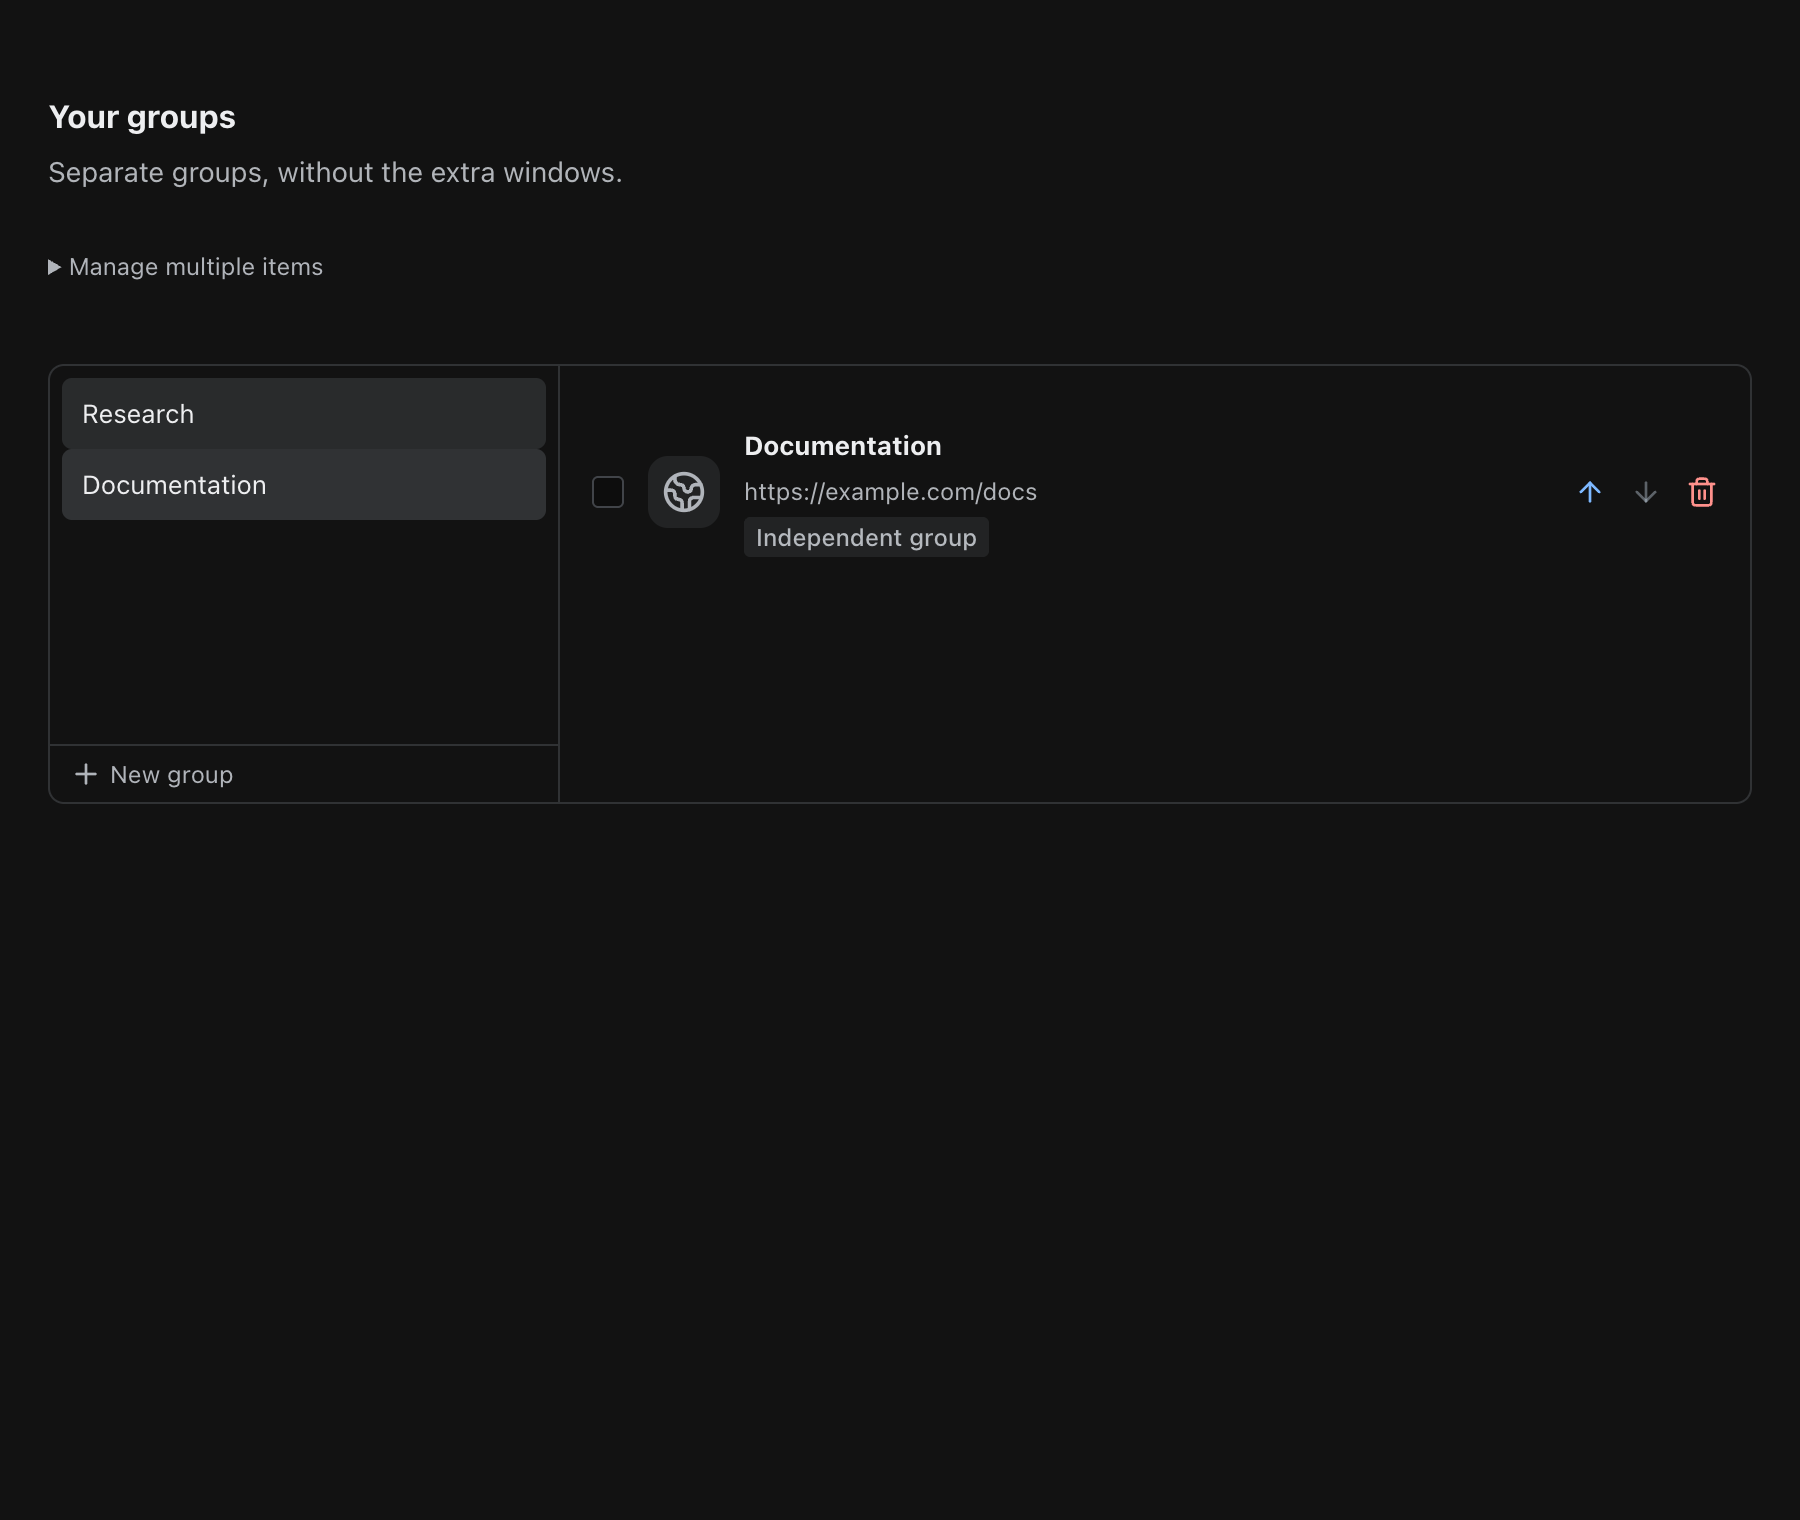 Your groups
Separate groups, without the extra windows.
Manage multiple items
Research
Documentation
New group
Documentation
https://example.com/docs
Independent group